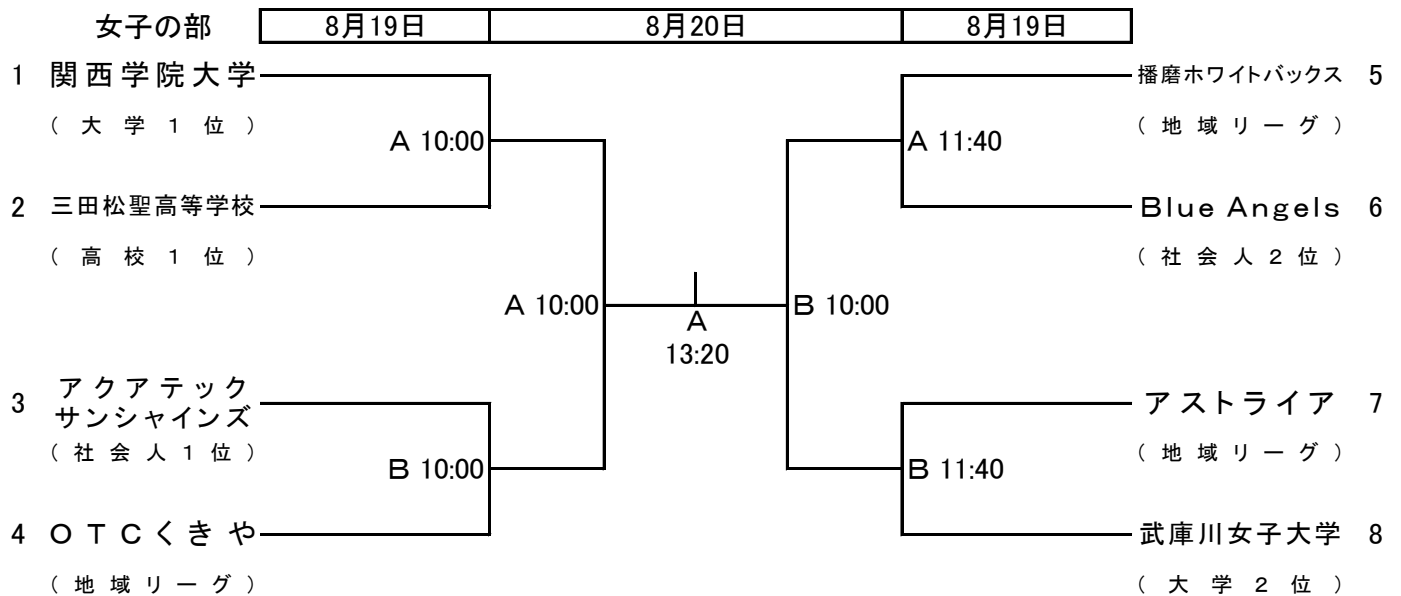 女子の部 8月19日 8月20日 8月19日
1 関西学院大学
(大学1位)
A 10:00
2 三田松聖高等学校
(高校1位)
A 10:00
3 アクアテック
サンシャインズ
(社会人1位)
B 10:00
4 OTCくきや
(地域リーグ)
A
13:20
播磨ホワイトバックス 5
(地域リーグ)
A 11:40
Blue Angels 6
(社会人2位)
B 10:00
アストライア 7
(地域リーグ)
B 11:40
武庫川女子大学 8
(大学2位)